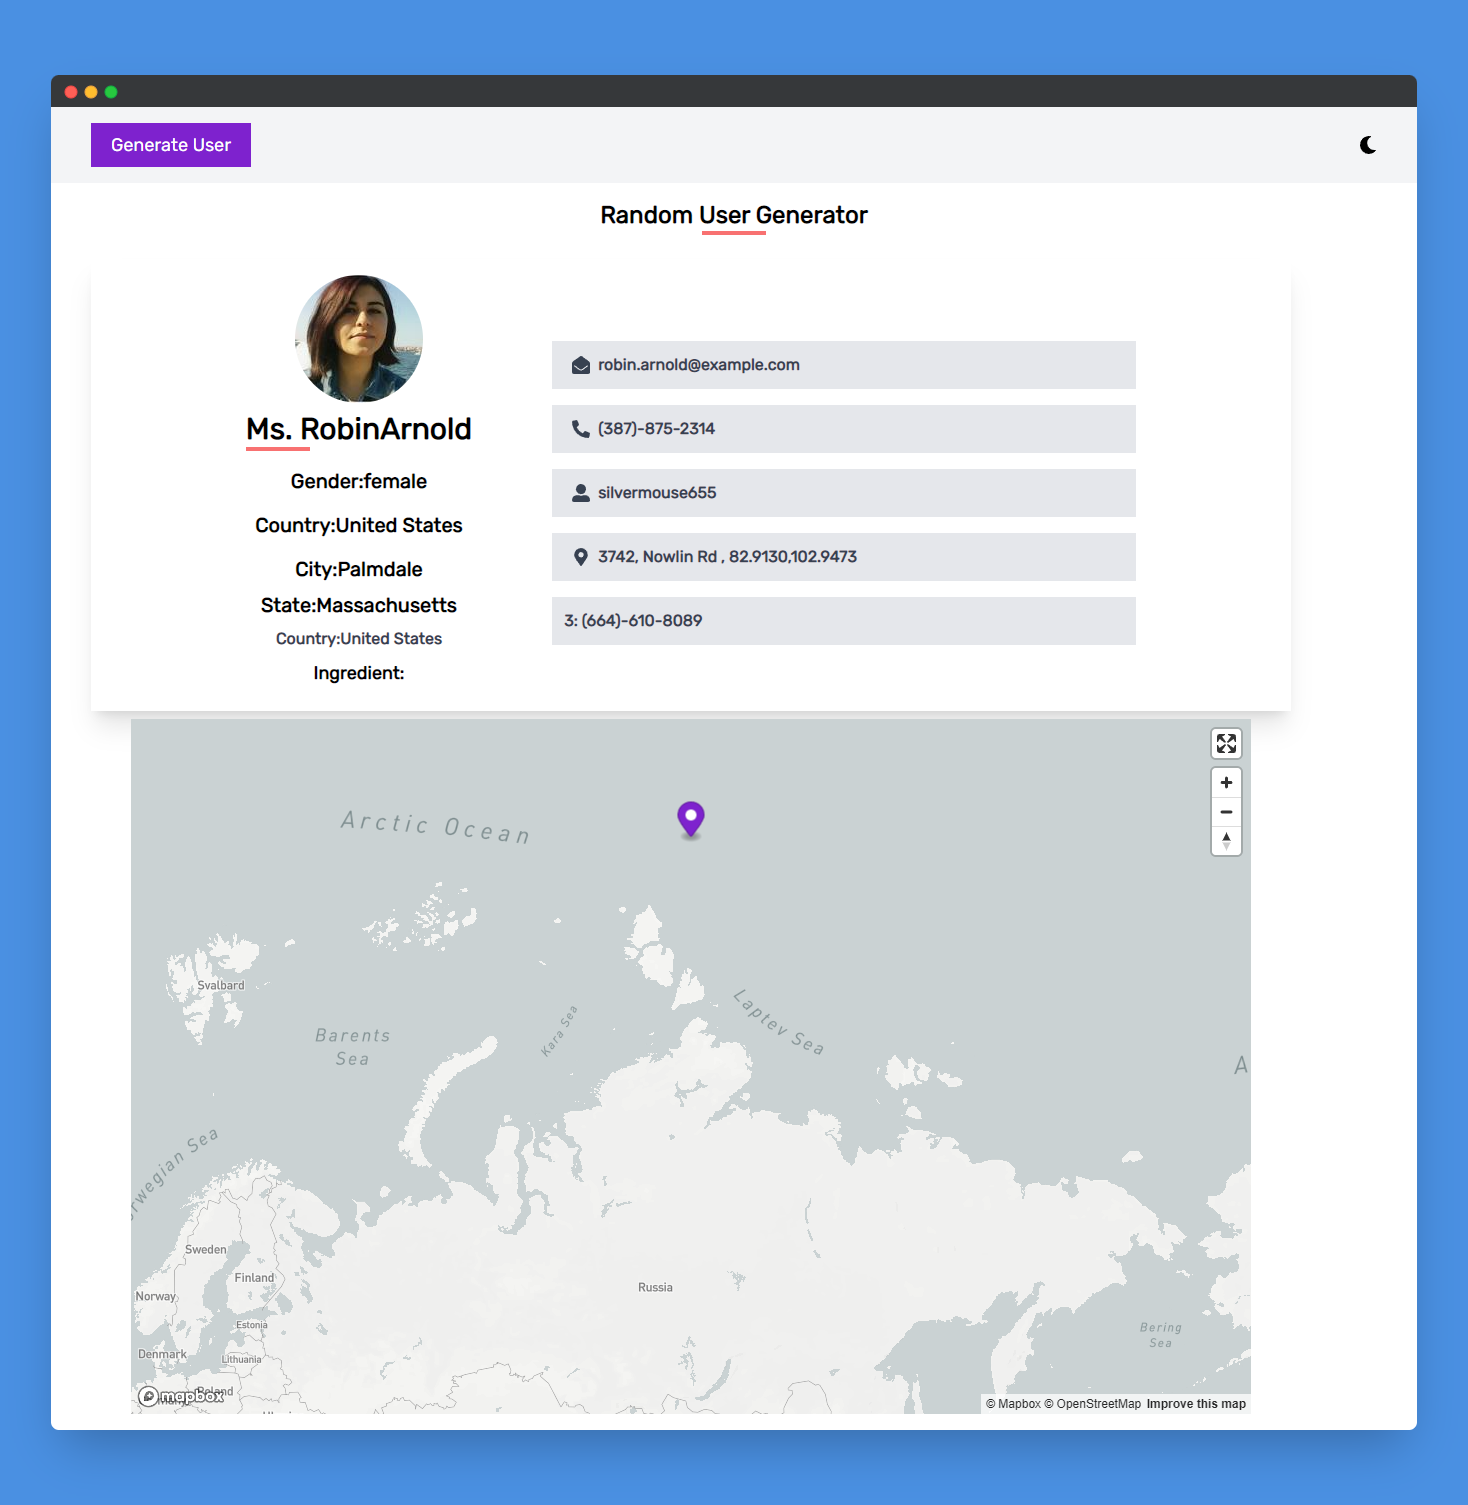 Generate User
Random User Generator
Ms. RobinArnold
Gender:female
Country:United States
City:Palmdale
State:Massachusetts
Country:United States
Ingredient:
robin.arnold@example.com
(387)-875-2314
silvermouse655
3742, Nowlin Rd , 82.9130,102.9473
3: (664)-610-8089
Arctic Ocean
Svalbard
Barents
Sea
Kara Sea
Laptev Sea
A
rwegian Sea
Sweden
Finland
Norway
Estonia
Russia
Bering
Sea
Denmark
Lithuania
Poland
mapbox
© Mapbox © OpenStreetMap Improve this map